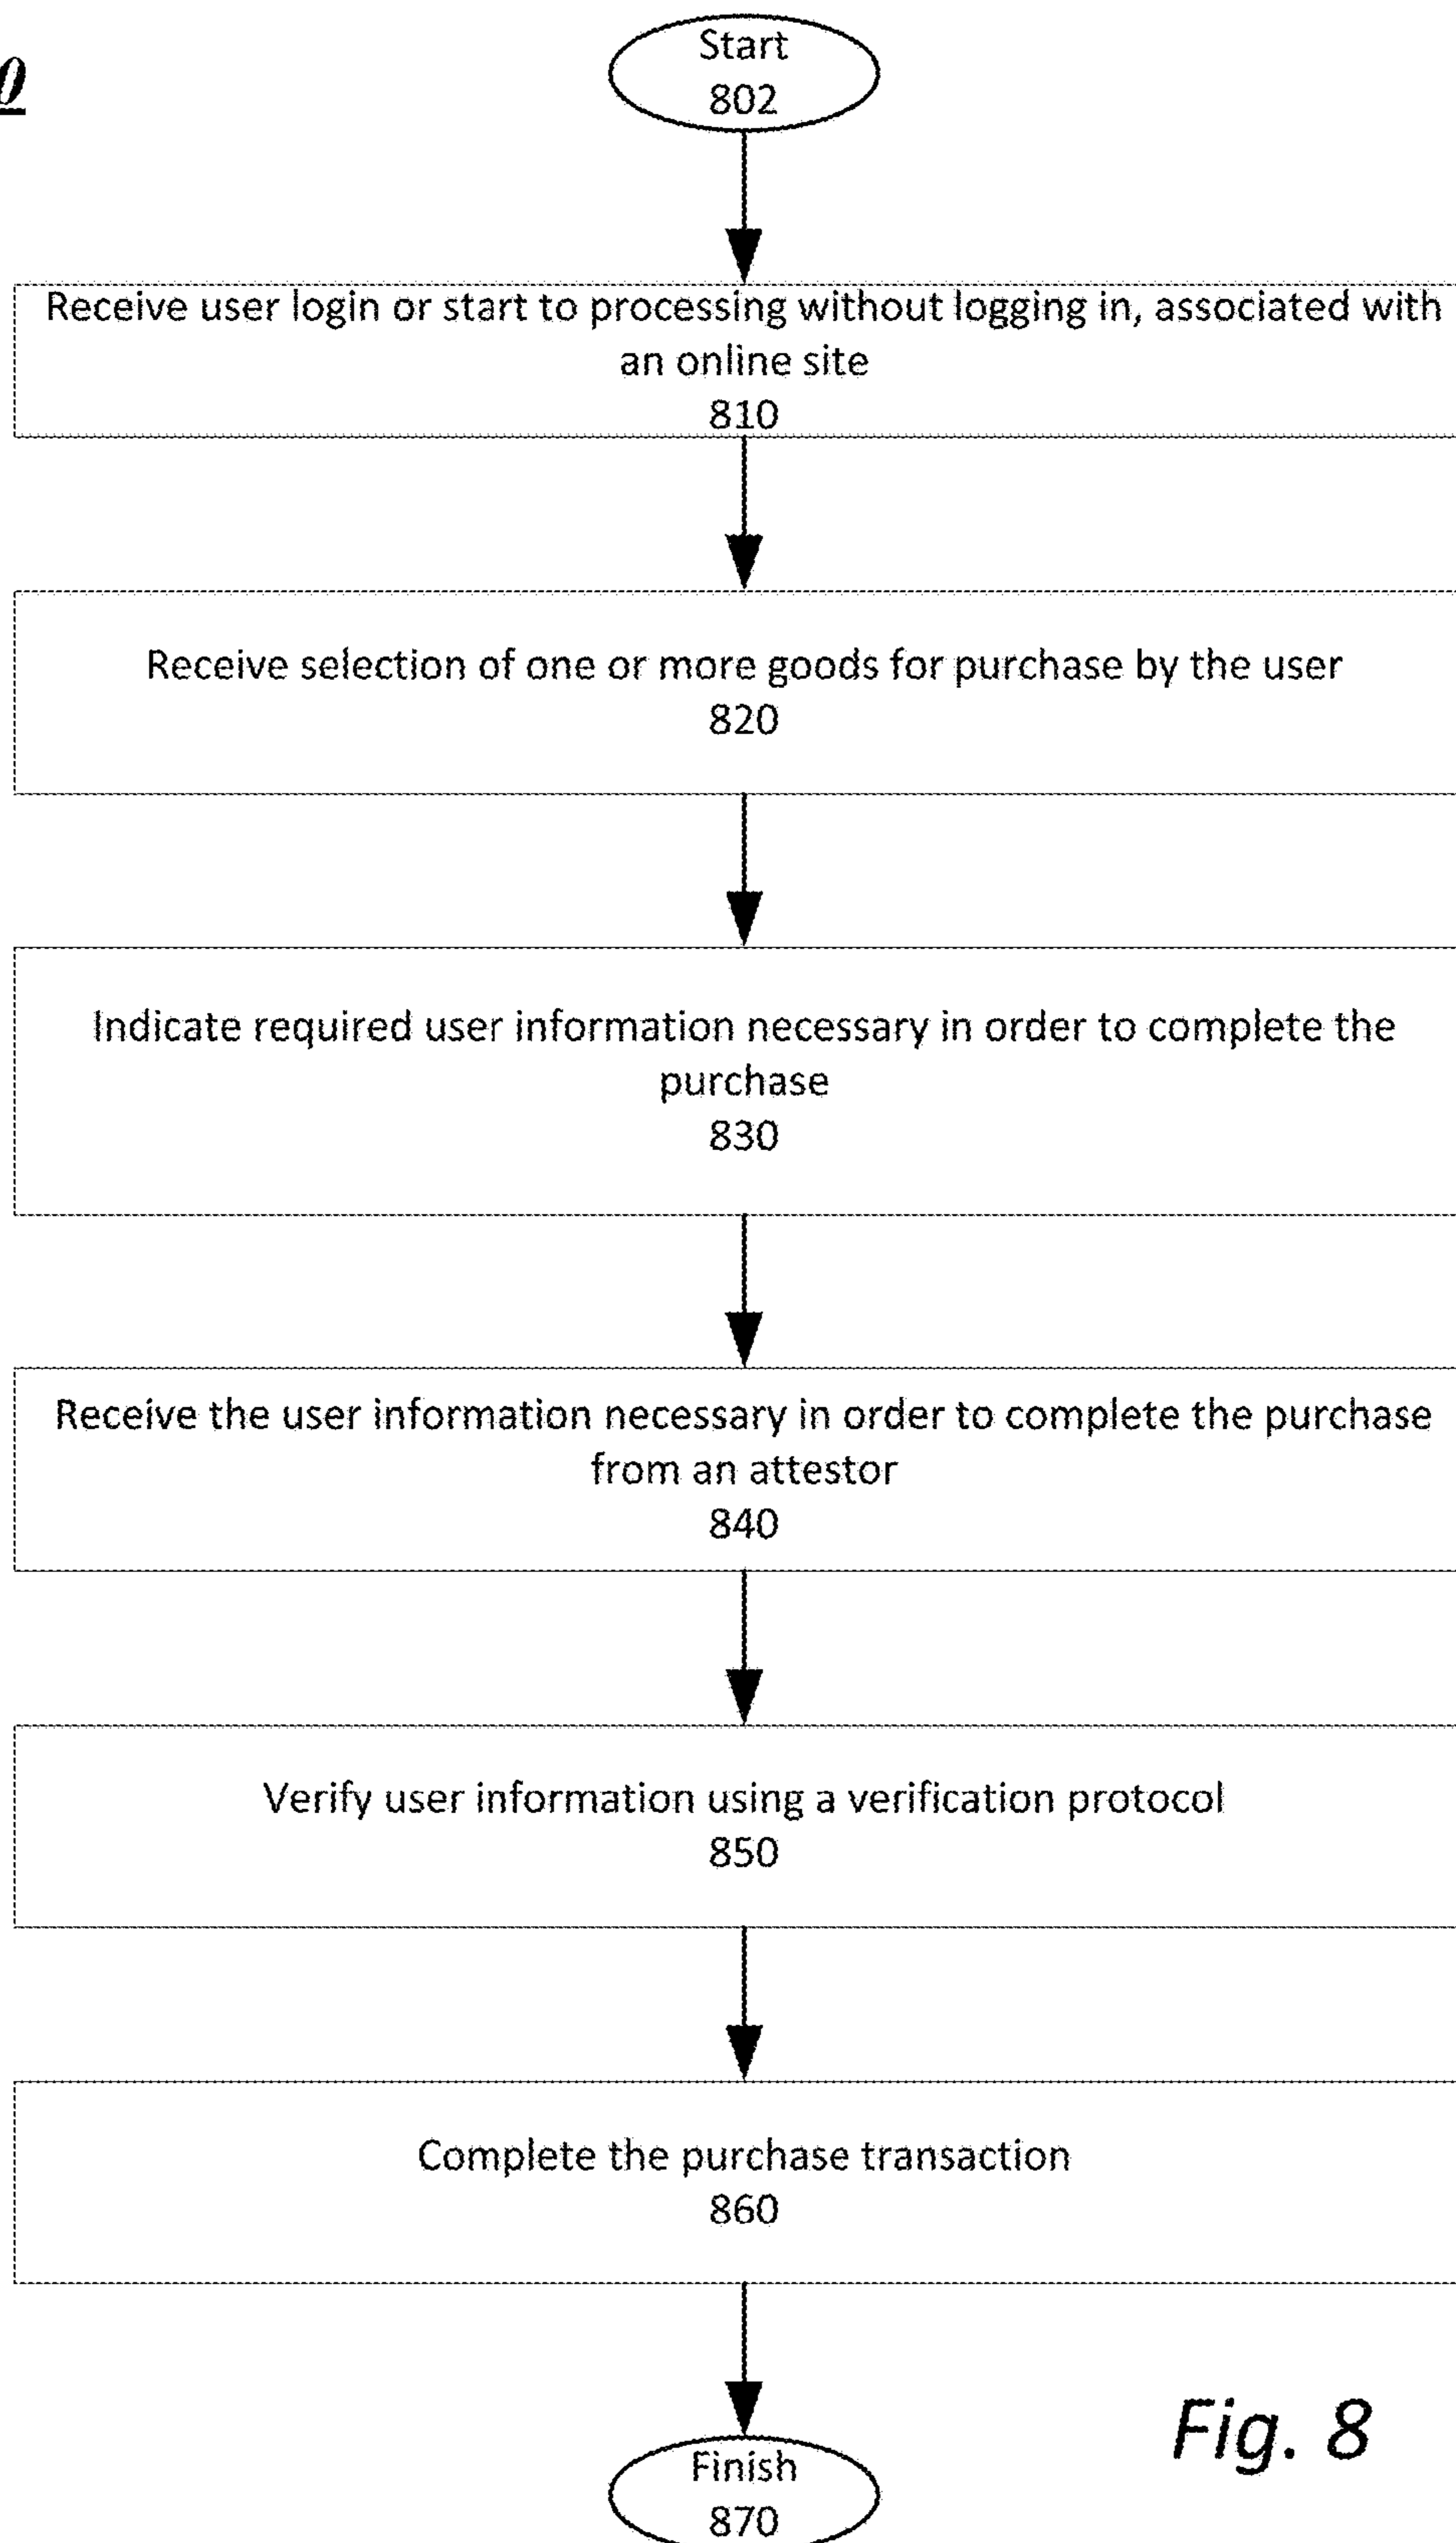 0
Start
802
Receive user login or start to processing without logging in, associated with
an online site
810
Receive selection of one or more goods for purchase by the user
820
Indicate required user information necessary in order to complete the
purchase
830
Receive the user information necessary in order to complete the purchase
from an attestor
840
Verify user information using a verification protocol
850
Complete the purchase transaction
860
Fig. 8
Finish
870